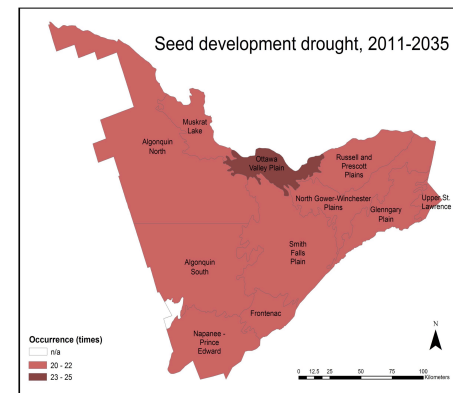 Seed development drought, 2011-2035
Muskrat
Lake
Algonquin
North
Ottawa
Valley Plain
Russell and
Prescott
Plains
North Gower-Winchester
Plains
Upper St.
Lawrence
Glenngary
Plain
Smith
Falls
Plain
Algonquin
South
Frontenac
Napanee -
Prince
Edward
Occurrence (times)
n/a
20 - 22
23 - 25
N
0 12.5 25 50 75 100
Kilometers